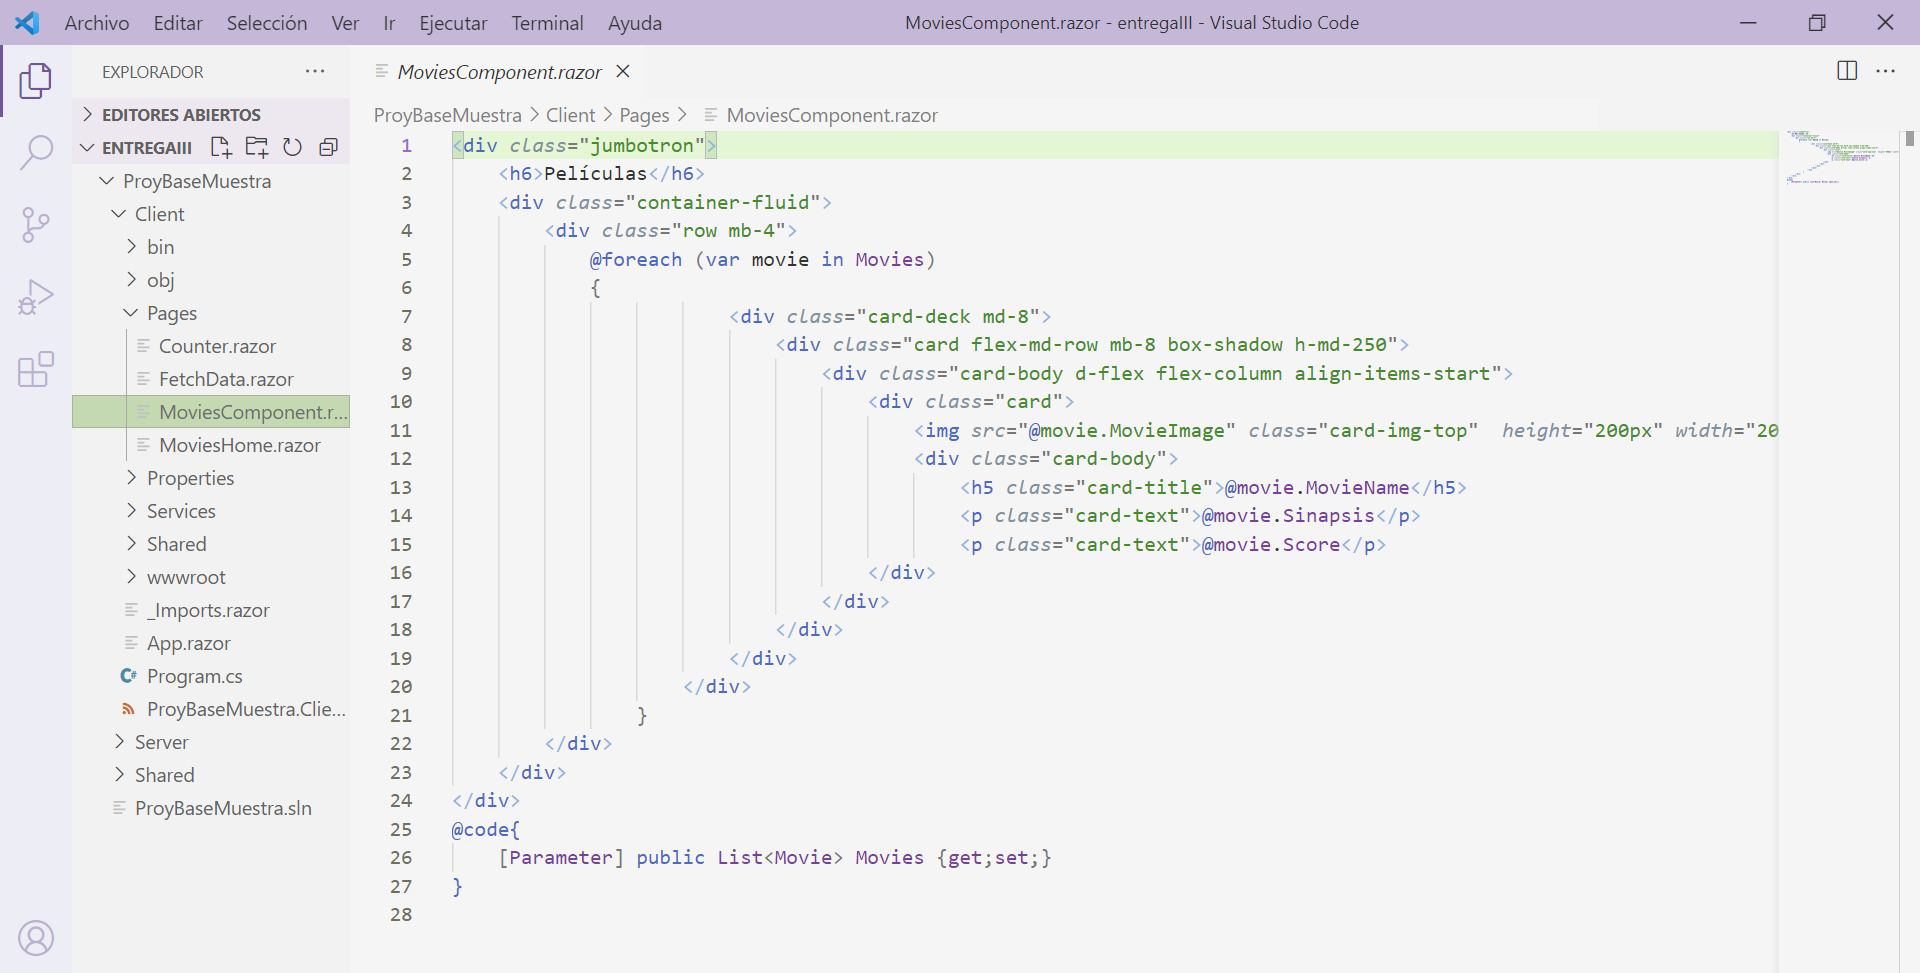 Archivo Editar Selección Ver Ir Ejecutar Terminal Ayuda
MoviesComponent.razor - entregaIII - Visual Studio Code
EXPLORADOR
EDITORES ABIERTOS
ENTREGAIII
ProyBaseMuestra
Client
bin
obj
Pages
Counter.razor
FetchData.razor
MoviesComponent.r...
MoviesHome.razor
Properties
Services
Shared
wwwroot
_Imports.razor
App.razor
C# Program.cs
ProyBaseMuestra.Clie...
Server
Shared
ProyBaseMuestra.sln
MoviesComponent.razor
ProyBaseMuestra > Client > Pages > MoviesComponent.razor
1 <div class="jumbotron">
2 <h6>Películas</h6>
3 <div class="container-fluid">
4 <div class="row mb-4">
5 @foreach (var movie in Movies)
6 {
7 <div class="card-deck md-8">
8 <div class="card flex-md-row mb-8 box-shadow h-md-250">
9 <div class="card-body d-flex flex-column align-items-start">
10 <div class="card">
11 <img src="@movie.MovieImage" class="card-img-top"  height="200px" width="20
12 <div class="card-body">
13 <h5 class="card-title">@movie.MovieName</h5>
14 <p class="card-text">@movie.Sinapsis</p>
15 <p class="card-text">@movie.Score</p>
16 </div>
17 </div>
18 </div>
19 </div>
20 </div>
21 }
22 </div>
23 </div>
24 </div>
25 @code{
26 [Parameter] public List<Movie> Movies {get;set;}
27 }
28